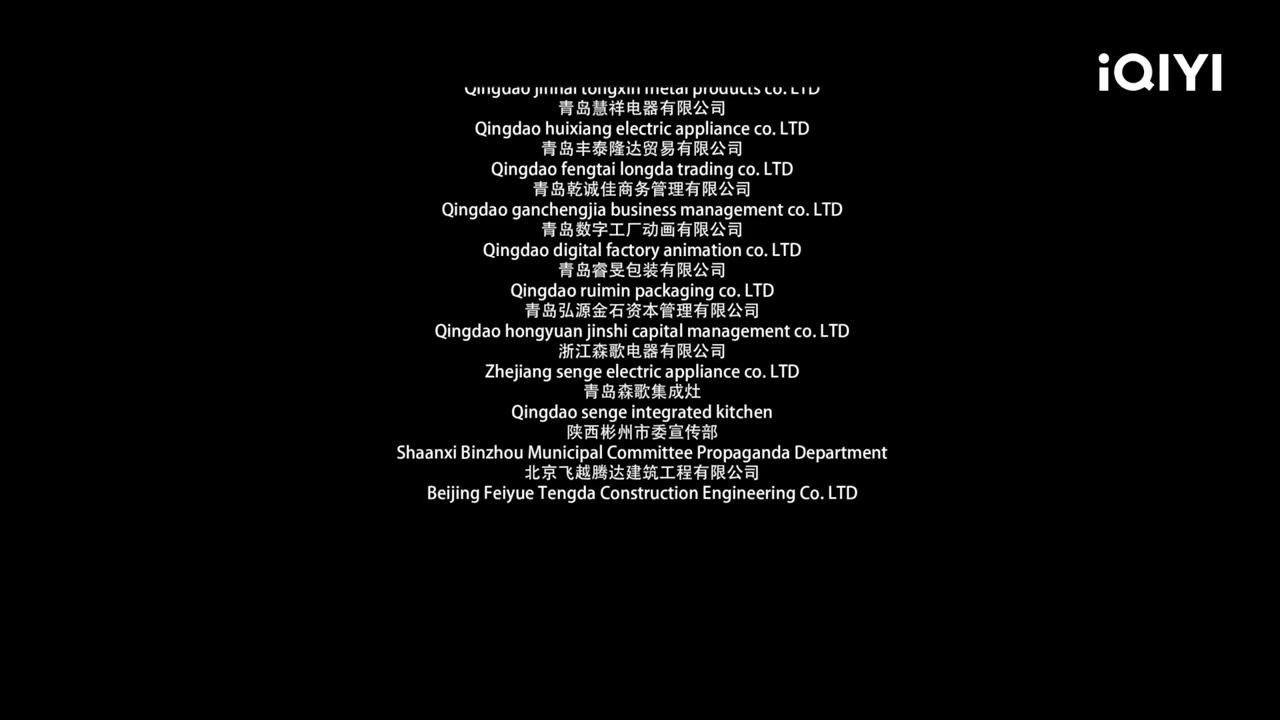 iQIYI
Qingdao jinhai tongxin metal products co. LTD
青岛慧祥电器有限公司
Qingdao huixiang electric appliance co. LTD
青岛丰泰隆达贸易有限公司
Qingdao fengtai longda trading co. LTD
青岛乾诚佳商务管理有限公司
Qingdao ganchengjia business management co. LTD
青岛数字工厂动画有限公司
Qingdao digital factory animation co. LTD
青岛睿旻包装有限公司
Qingdao ruimin packaging co. LTD
青岛弘源金石资本管理有限公司
Qingdao hongyuan jinshi capital management co. LTD
浙江森歌电器有限公司
Zhejiang senge electric appliance co. LTD
青岛森歌集成灶
Qingdao senge integrated kitchen
陕西彬州市委宣传部
Shaanxi Binzhou Municipal Committee Propaganda Department
北京飞越腾达建筑工程有限公司
Beijing Feiyue Tengda Construction Engineering Co. LTD